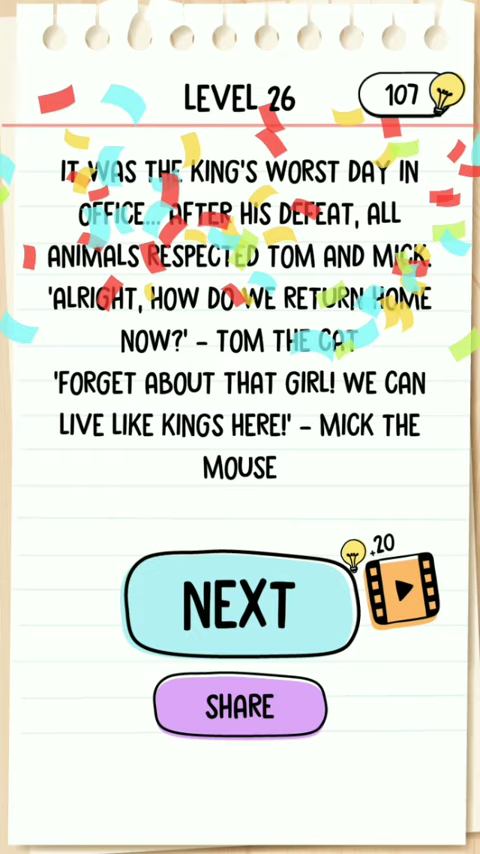 LEVEL 26
107
IT WAS THE KING'S WORST DAY IN
OFFICE... AFTER HIS DEFEAT, ALL
ANIMALS RESPECTED TOM AND MICK.
'ALRIGHT, HOW DO WE RETURN HOME
NOW?' - TOM THE CAT
'FORGET ABOUT THAT GIRL! WE CAN
LIVE LIKE KINGS HERE!' - MICK THE
MOUSE
+20
NEXT
SHARE